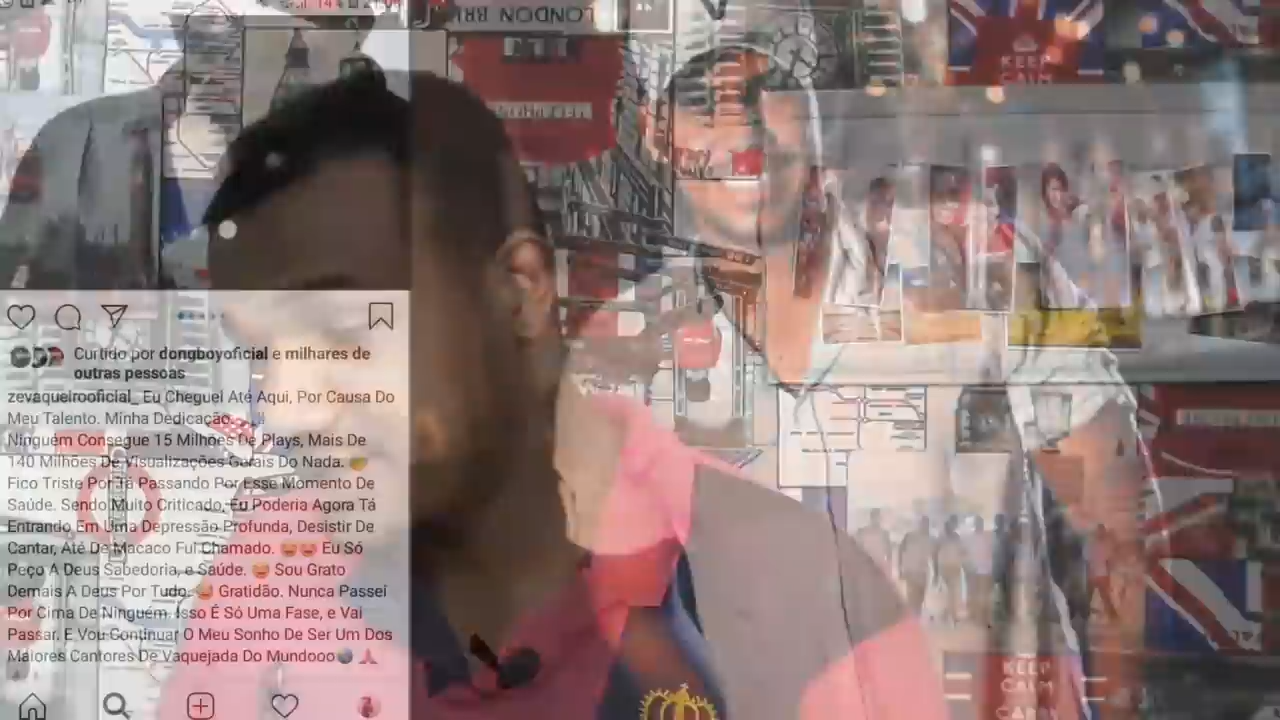 LONDON BRI
KEEP
CALM
Curtido por dongboyoficial e milhares de
outras pessoas
zevaqueirooficial_ Eu Cheguei Até Aqui, Por Causa Do
Meu Talento. Minha Dedicação.
Ninguém Consegue 15 Milhões De Plays, Mais De
140 Milhões De Visualizações Gerais Do Nada.
Fico Triste Por Tá Passando Por Esse Momento De
Saúde. Sendo Muito Criticado, Eu Poderia Agora Tá
Entrando Em Uma Depressão Profunda, Desistir De
Cantar, Até De Macaco Fui Chamado. Eu Só
Peço A Deus Sabedoria, e Saúde. Sou Grato
Demais A Deus Por Tudo. Gratidão. Nunca Passei
Por Cima De Ninguém. Isso É Só Uma Fase, e Vai
Passar. E Vou Continuar O Meu Sonho De Ser Um Dos
Maiores Cantores De Vaquejada Do Mundooo
KEEP
CALM
CARRY